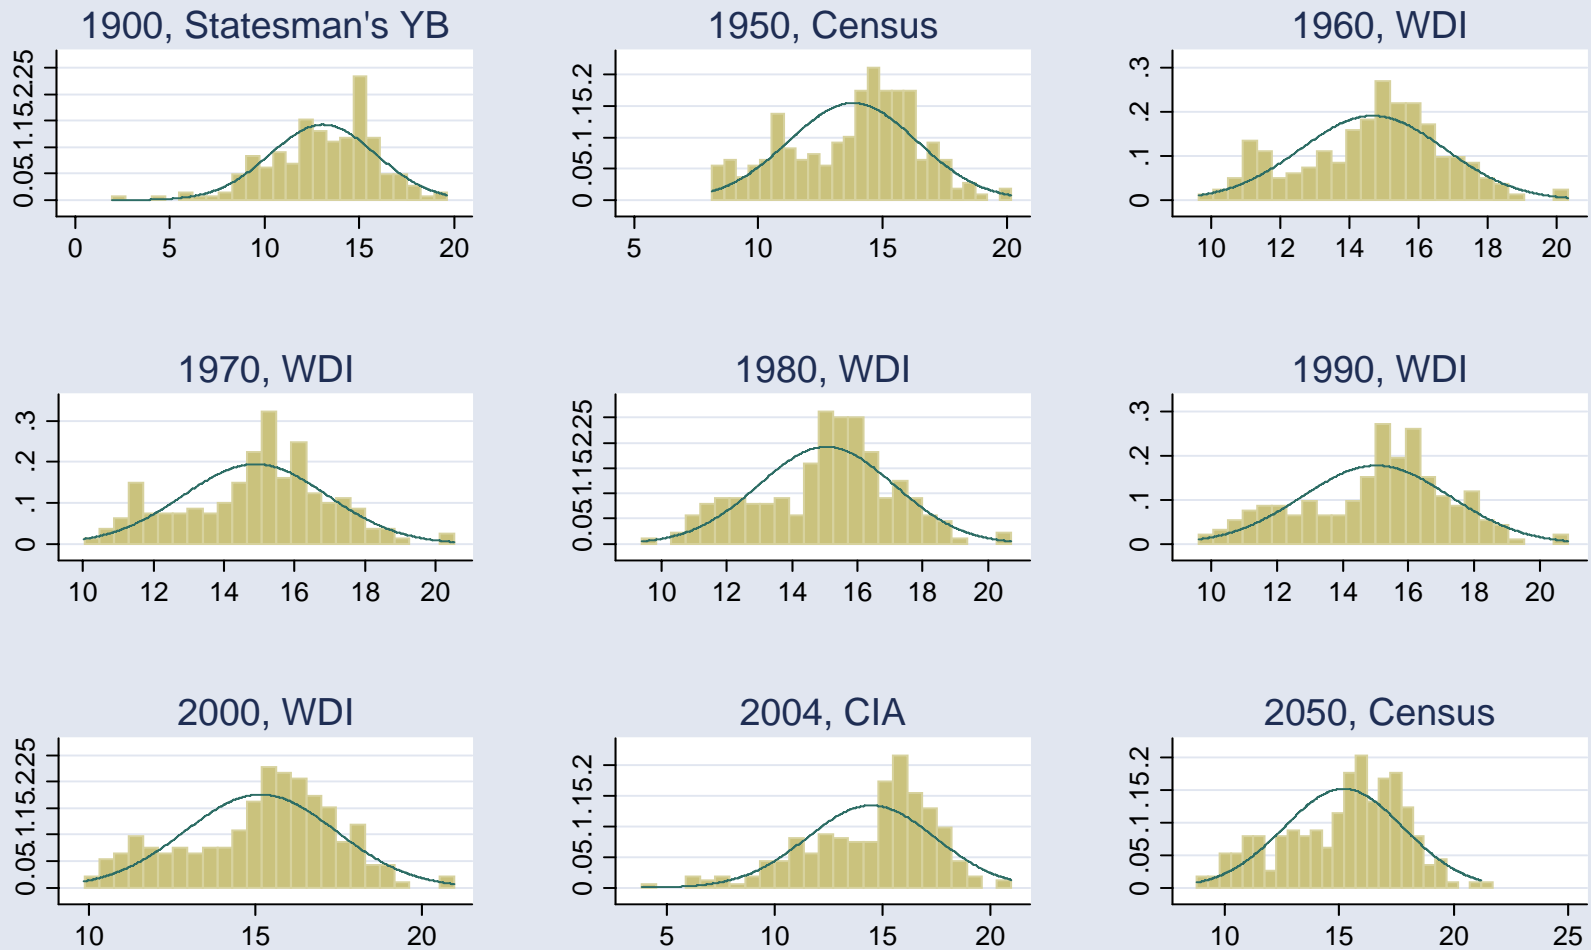 1900, Statesman's YB
1950, Census
1960, WDI
0 .05 .1 .15 .2 .25
0 5 10 15 20
0 .05 .1 .15 .2
5 10 15 20
0 .1 .2 .3
10 12 14 16 18 20
1970, WDI
1980, WDI
1990, WDI
0 .1 .2 .3
10 12 14 16 18 20
0 .05 .1 .15 .2 .25
10 12 14 16 18 20
0 .1 .2 .3
10 12 14 16 18 20
2000, WDI
2004, CIA
2050, Census
0 .05 .1 .15 .2 .25
10 15 20
0 .05 .1 .15 .2
5 10 15 20
0 .05 .1 .15 .2
10 15 20 25